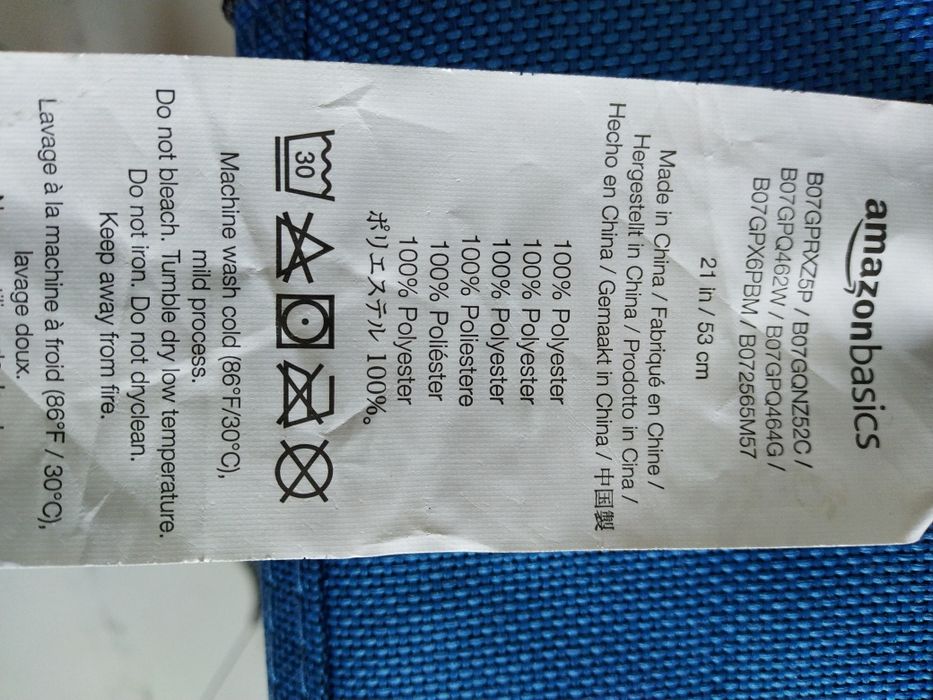 amazonbasics
B07GPRXZ5P / B07GQNZ52C /
B07GPQ462W / B07GPQ464G /
B07GPX6PBM / B072565M57
21 in / 53 cm
Made in China / Fabriqué en Chine /
Hergestellt in China / Prodotto in Cina /
Hecho en China / Gemaakt in China / 中国製
100% Polyester
100% Polyester
100% Polyester
100% Poliestere
100% Poliéster
100% Polyester
ポリエステル 100%。
30
Machine wash cold (86°F/30°C),
mild process.
Do not bleach. Tumble dry low temperature.
Do not iron. Do not dryclean.
Keep away from fire.
Lavage à la machine à froid (86°F / 30°C),
lavage doux.